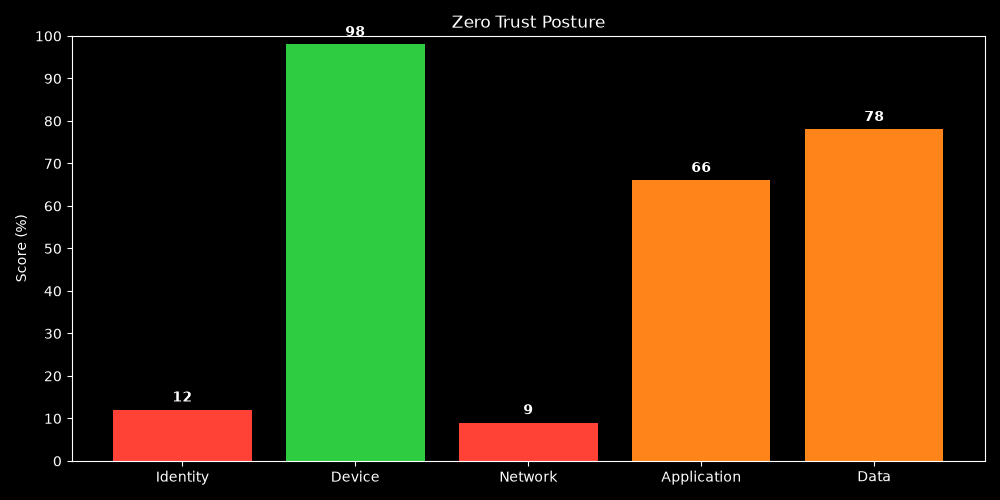 Zero Trust Posture
Score (%)
100
90
80
70
60
50
40
30
20
10
0
12
98
9
66
78
Identity
Device
Network
Application
Data